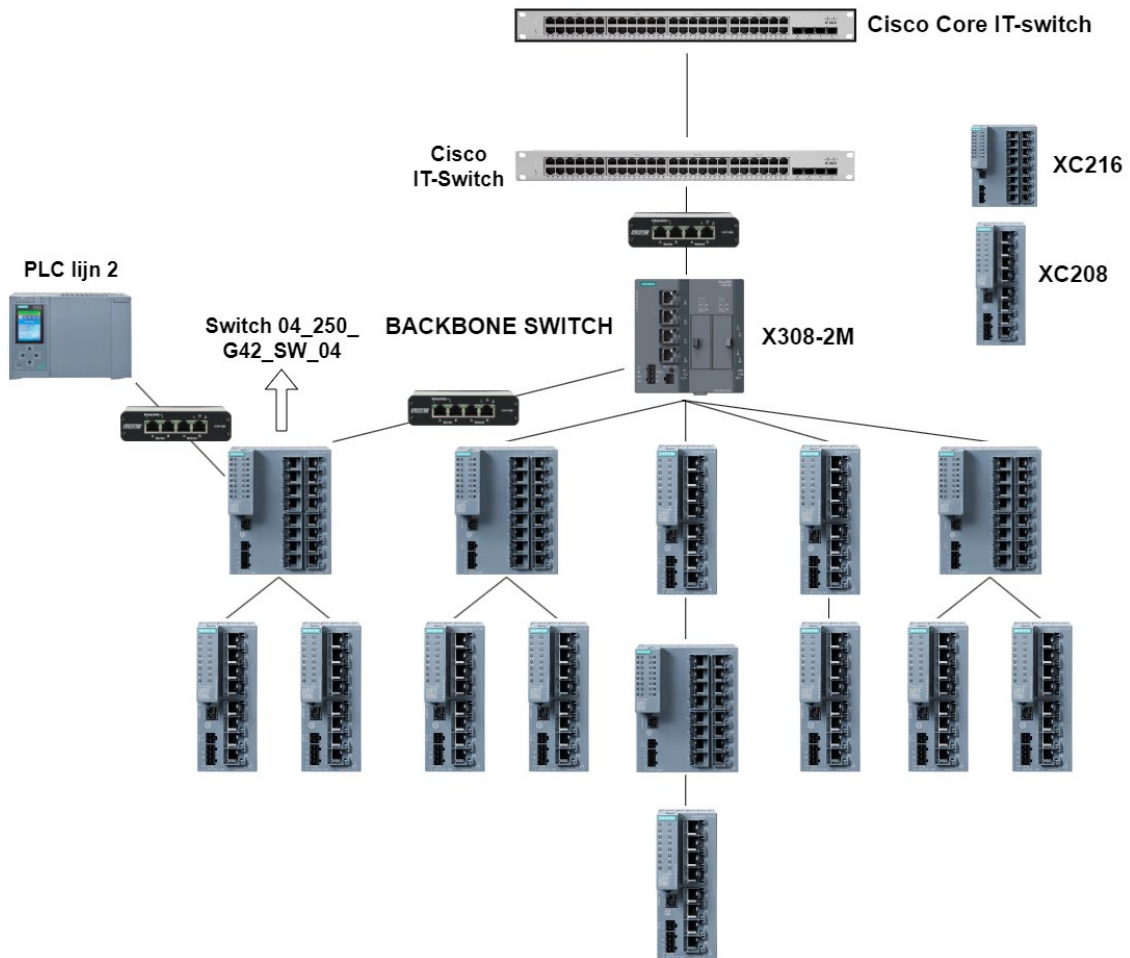 Cisco Core IT-switch
Cisco
IT-Switch
XC216
XC208
PLC lijn 2
Switch 04_250_
G42_SW_04
BACKBONE SWITCH
X308-2M